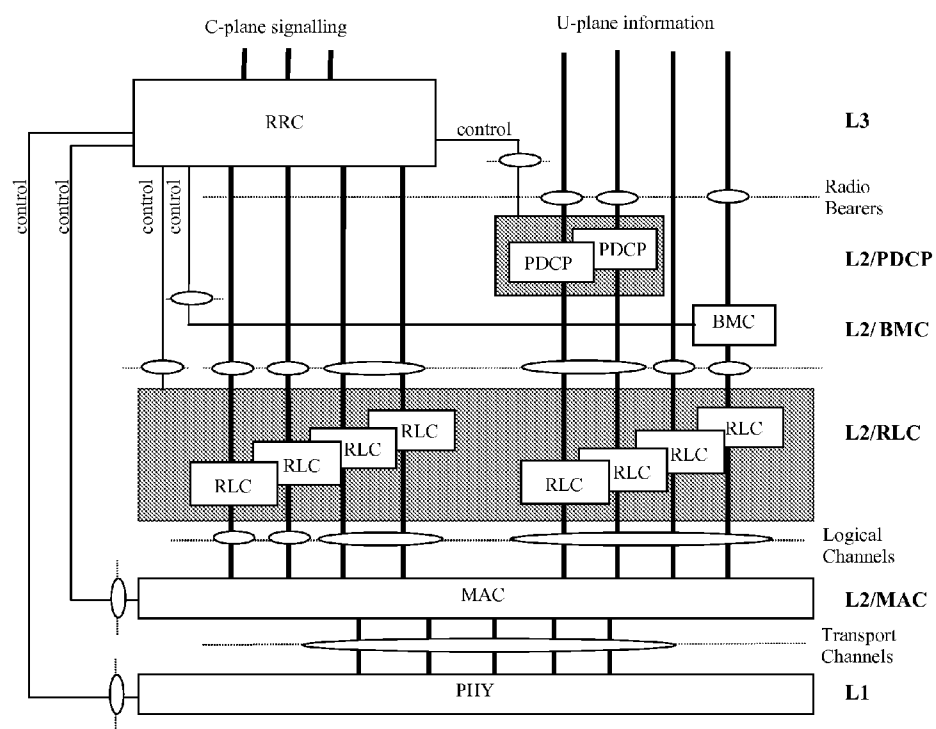 C-plane signalling
U-plane information
RRC
control
L3
control
control
control
control
Radio
Bearers
PDCP
PDCP
L2/PDCP
BMC
L2/BMC
RLC
RLC
RLC
RLC
RLC
RLC
RLC
RLC
L2/RLC
Logical
Channels
MAC
L2/MAC
Transport
Channels
PHY
L1